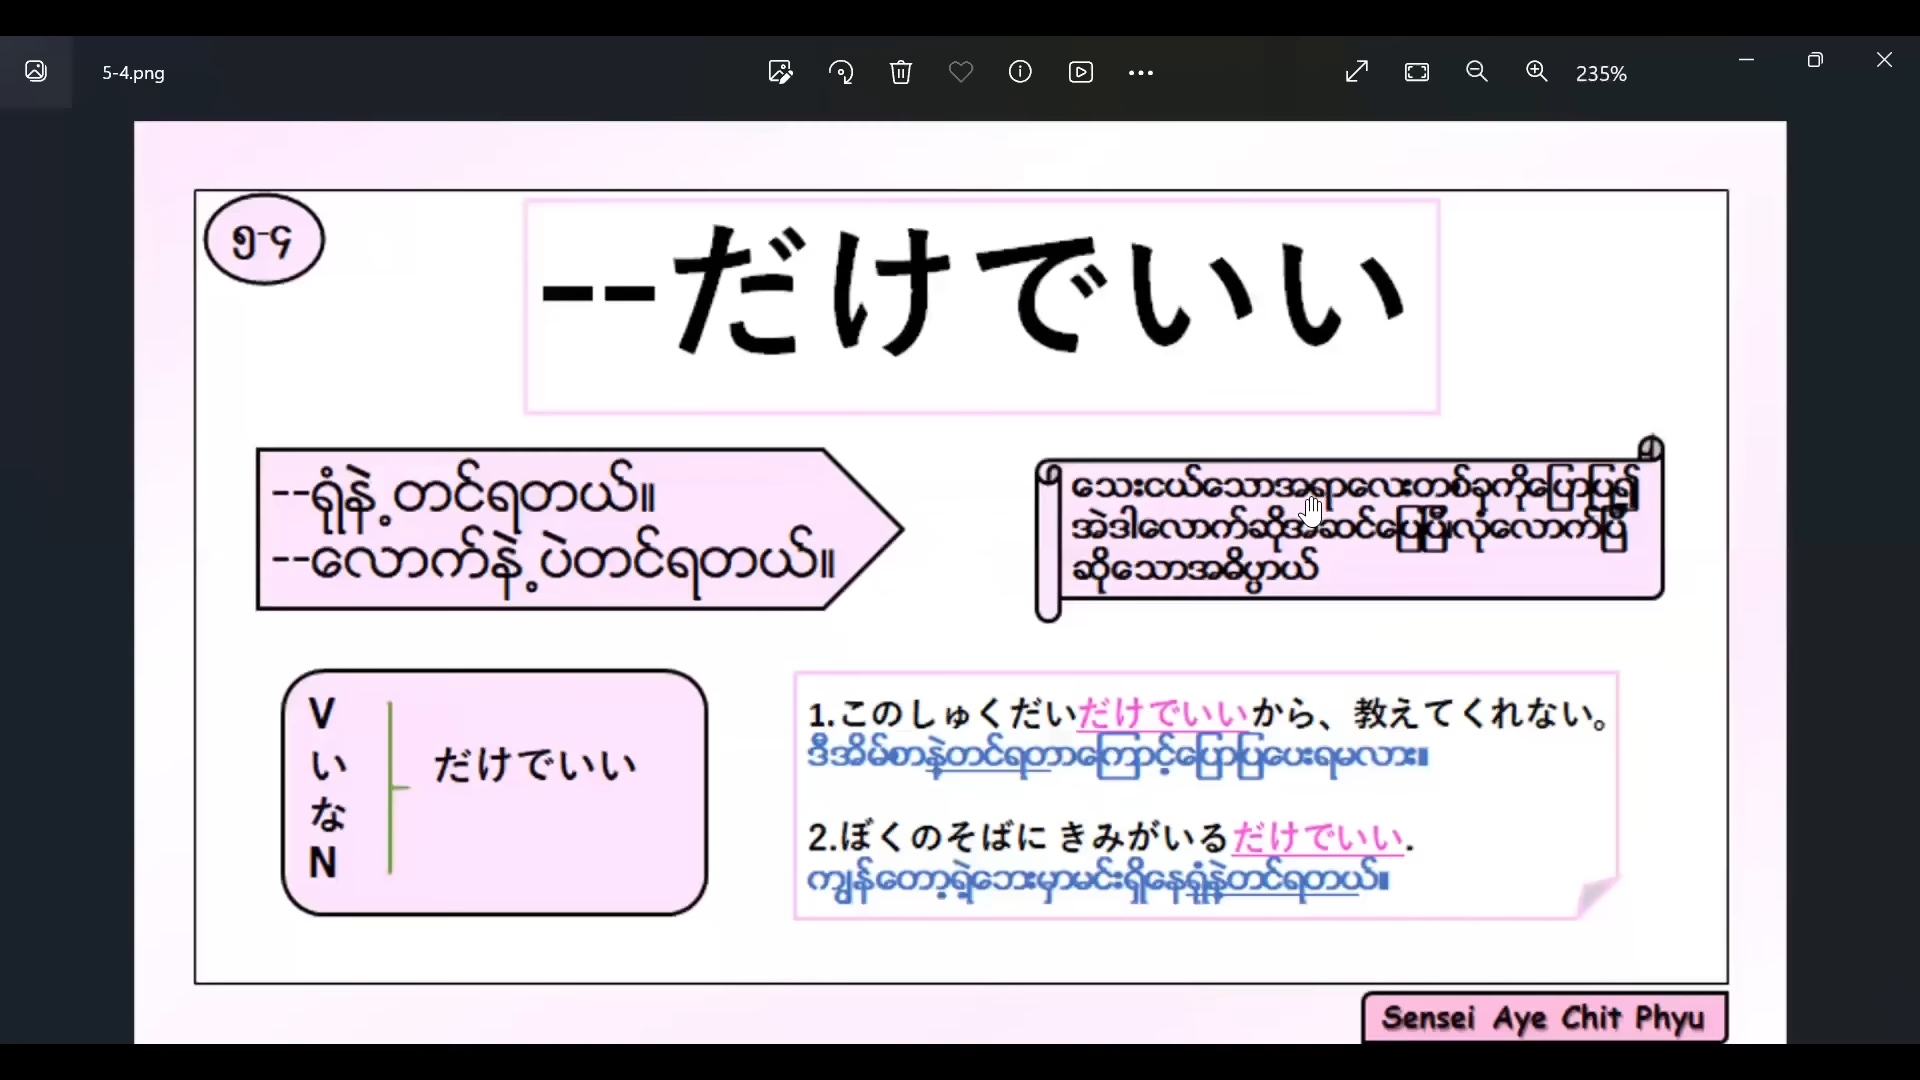 5-4.png
235%
၅-၄
--だけでいい
--ရုံနဲ့တင်ရတယ်။
--လောက်နဲ့ပဲတင်ရတယ်။
သေးငယ်သောအရာလေးတစ်ခုကိုပြောပြ၍
အဲဒါလောက်ဆိုအဆင်ပြေပြီ၊လုံလောက်ပြီ
ဆိုသောအဓိပ္ပာယ်
V
い
な
N
だけでいい
1.このしゅくだいだけでいいから、教えてくれない。
ဒီအိမ်စာနဲ့တင်ရတာကြောင့်ပြောပြပေးရမလား။
2.ぼくのそばに きみがいるだけでいい.
ကျွန်တော့ရဲ့ဘေးမှာမင်းရှိနေရုံနဲ့တင်ရတယ်။
Sensei Aye Chit Phyu